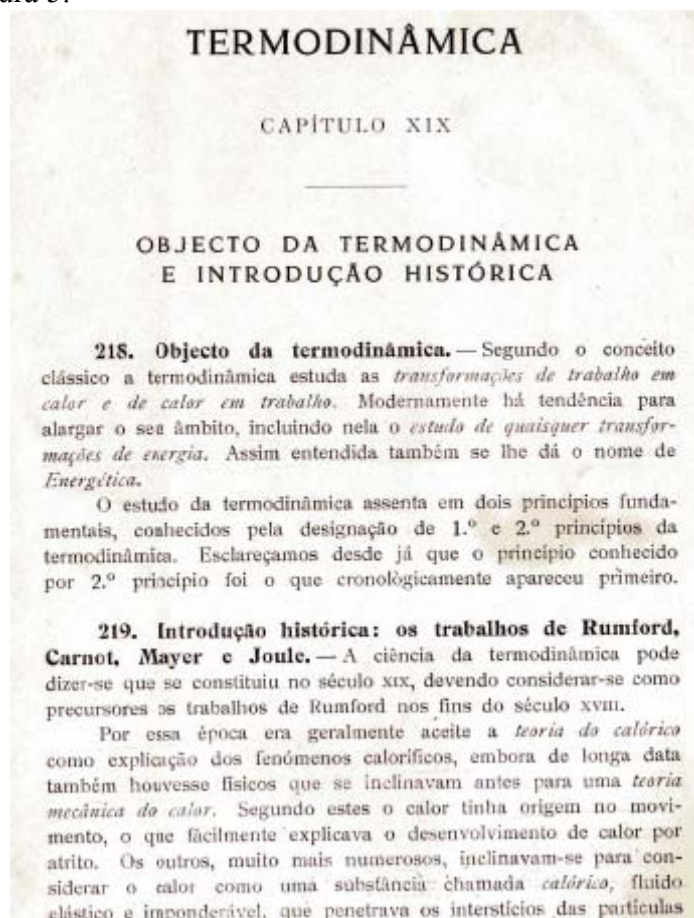 TERMODINÂMICA
CAPÍTULO XIX
OBJECTO DA TERMODINÂMICA
E INTRODUÇÃO HISTÓRICA
218. Objecto da termodinâmica. — Segundo o conceito
clássico a termodinâmica estuda as transformações de trabalho em
calor e de calor em trabalho. Modernamente há tendência para
alargar o seu âmbito, incluindo nela o estudo de quaisquer transfor-
mações de energia. Assim entendida também se lhe dá o nome de
Energética.
O estudo da termodinâmica assenta em dois princípios funda-
mentais, conhecidos pela designação de 1.º e 2.º princípios da
termodinâmica. Esclareçamos desde já que o princípio conhecido
por 2.º princípio foi o que cronològicamente apareceu primeiro.
219. Introdução histórica: os trabalhos de Rumford,
Carnot, Mayer e Joule. — A ciência da termodinâmica pode
dizer-se que se constituiu no século XIX, devendo considerar-se como
precursores os trabalhos de Rumford nos fins do século XVIII.
Por essa época era geralmente aceite a teoria do calórico
como explicação dos fenómenos caloríficos, embora de longa data
também houvesse físicos que se inclinavam antes para uma teoria
mecânica do calor. Segundo estes o calor tinha origem no movi-
mento, o que fàcilmente explicava o desenvolvimento de calor por
atrito. Os outros, muito mais numerosos, inclinavam-se para con-
siderar o calor como uma substância chamada calórico, fluido
elástico e imponderável, que penetrava os interstícios das partículas